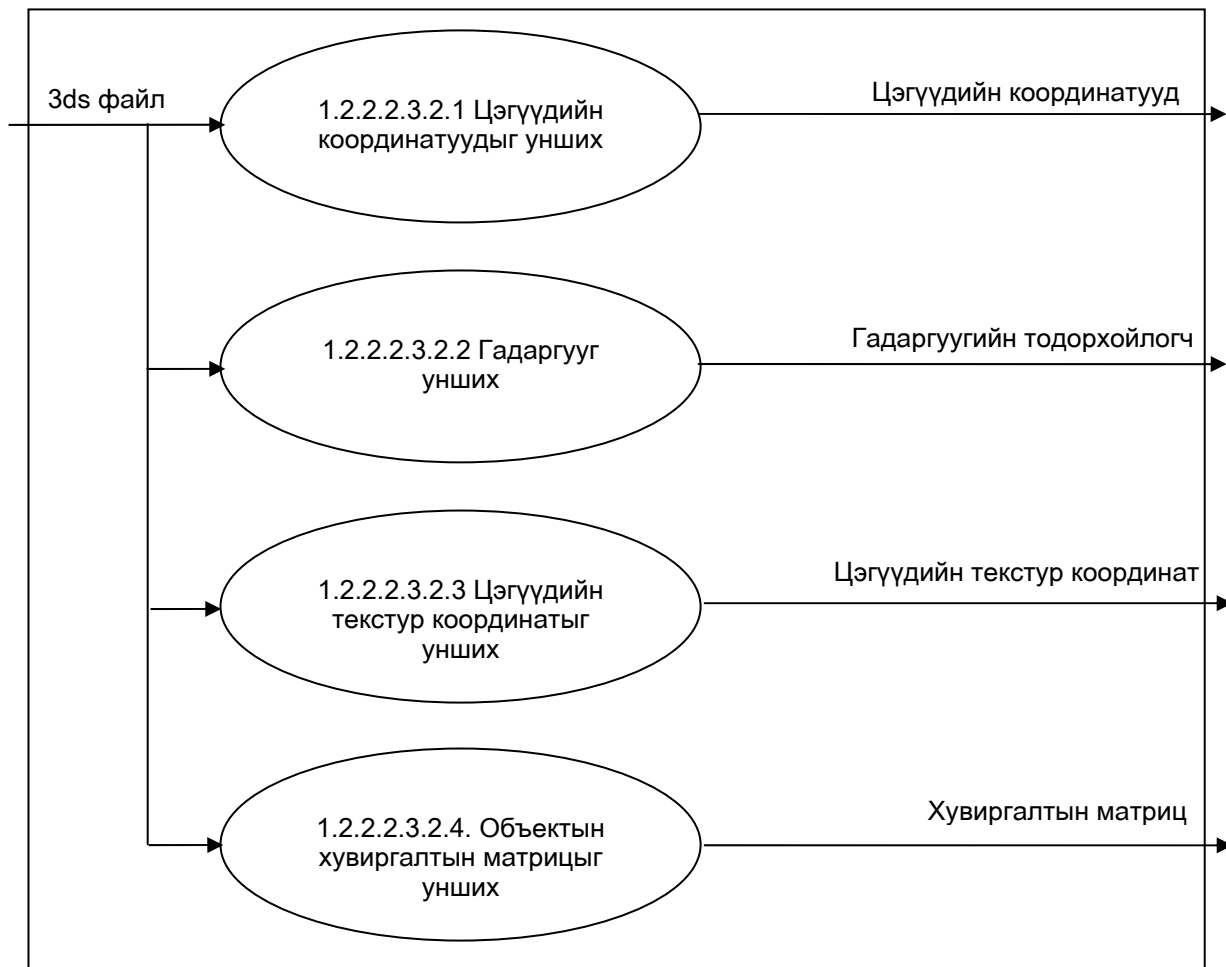 3ds файл
1.2.2.2.3.2.1 Цэгүүдийн
координатуудыг унших
Цэгүүдийн координатууд
1.2.2.2.3.2.2 Гадаргууг
унших
Гадаргуугийн тодорхойлогч
1.2.2.2.3.2.3 Цэгүүдийн
текстур координатыг
унших
Цэгүүдийн текстур координат
1.2.2.2.3.2.4. Объектын
хувиргалтын матрицыг
унших
Хувиргалтын матриц